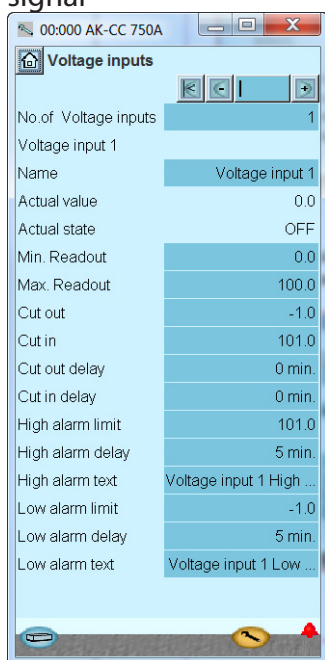 signal
00:000 AK-CC 750A
Voltage inputs
No.of Voltage inputs 1
Voltage input 1
Name Voltage input 1
Actual value 0.0
Actual state OFF
Min. Readout 0.0
Max. Readout 100.0
Cut out -1.0
Cut in 101.0
Cut out delay 0 min.
Cut in delay 0 min.
High alarm limit 101.0
High alarm delay 5 min.
High alarm text Voltage input 1 High ...
Low alarm limit -1.0
Low alarm delay 5 min.
Low alarm text Voltage input 1 Low ...